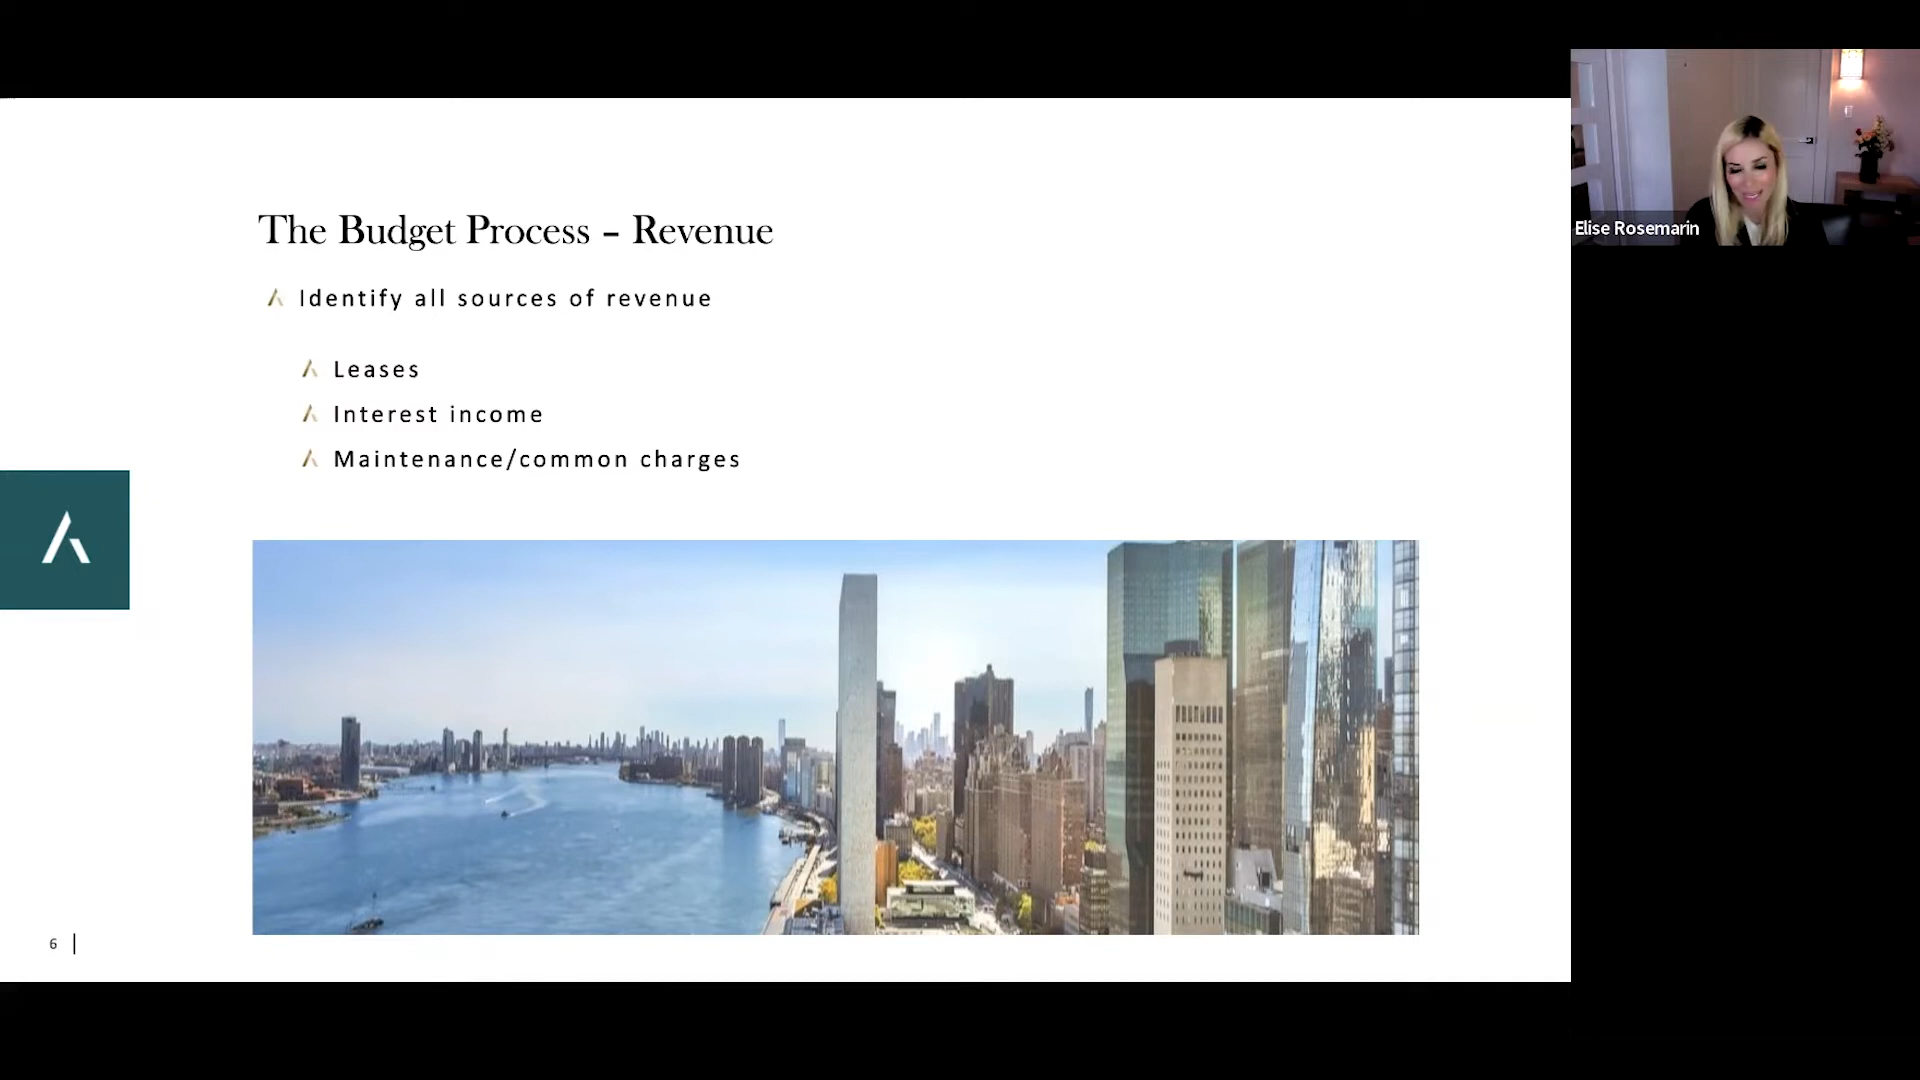 The Budget Process – Revenue
Identify all sources of revenue
Leases
Interest income
Maintenance/common charges
6
Elise Rosemarin